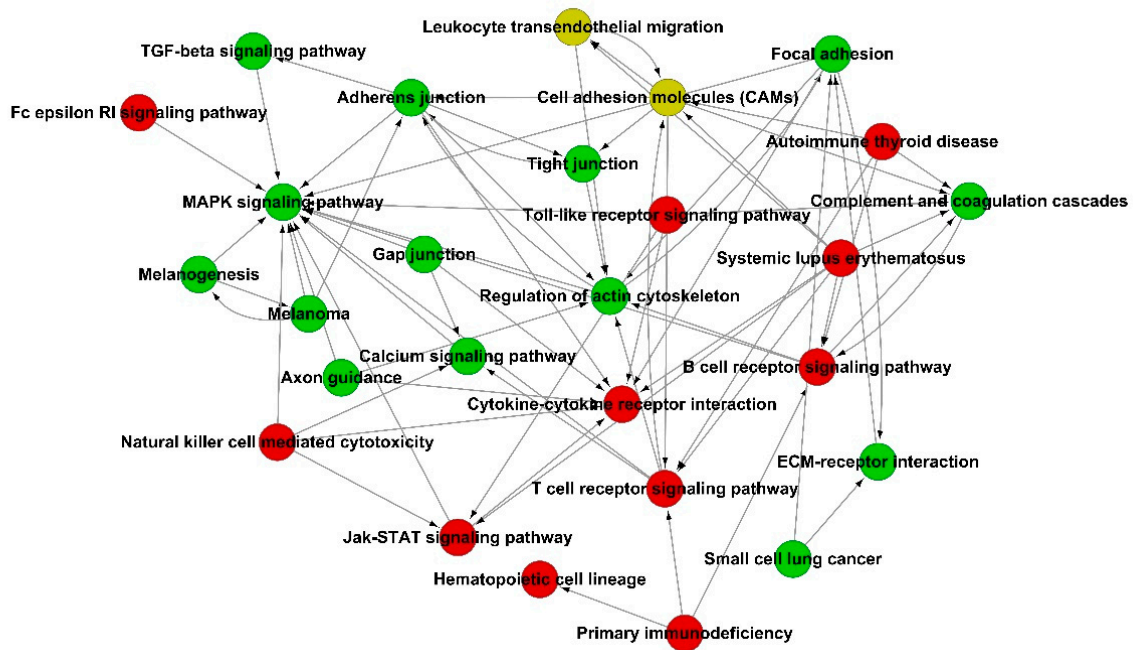 Leukocyte transendothelial migration
TGF-beta signaling pathway
Focal adhesion
Adherens junction
Cell adhesion molecules (CAMs)
Fc epsilon RI signaling pathway
Autoimmune thyroid disease
Tight junction
MAPK signaling pathway
Complement and coagulation cascades
Toll-like receptor signaling pathway
Gap junction
Systemic lupus erythematosus
Melanogenesis
Regulation of actin cytoskeleton
Melanoma
Calcium signaling pathway
B cell receptor signaling pathway
Axon guidance
Cytokine-cytokine receptor interaction
Natural killer cell mediated cytotoxicity
ECM-receptor interaction
T cell receptor signaling pathway
Jak-STAT signaling pathway
Small cell lung cancer
Hematopoietic cell lineage
Primary immunodeficiency